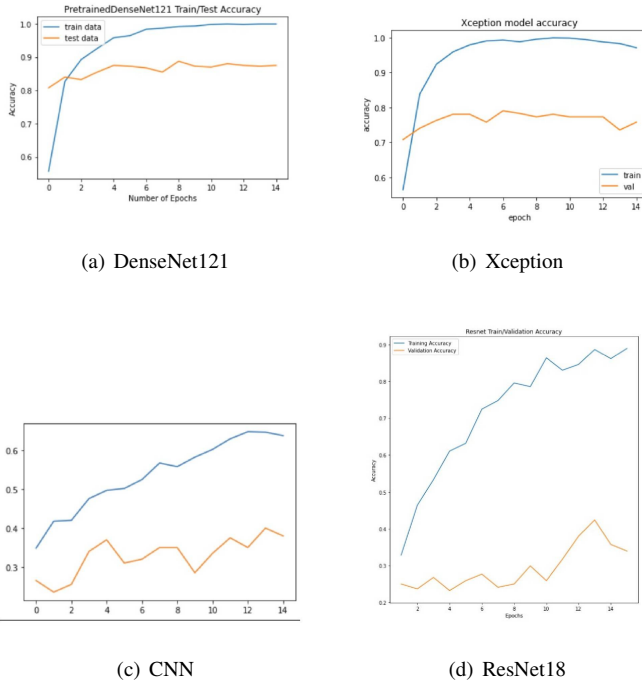 PretrainedDenseNet121 Train/Test Accuracy
train data
test data
Accuracy
1.0
0.9
0.8
0.7
0.6
0 2 4 6 8 10 12 14
Number of Epochs
(a) DenseNet121
Xception model accuracy
accuracy
1.0
0.9
0.8
0.7
0.6
train
val
0 2 4 6 8 10 12 14
epoch
(b) Xception
0.6
0.5
0.4
0.3
0 2 4 6 8 10 12 14
(c) CNN
Resnet Train/Validation Accuracy
Training Accuracy
Validation Accuracy
Accuracy
0.9
0.8
0.7
0.6
0.5
0.4
0.3
0.2
2 4 6 8 10 12 14
Epochs
(d) ResNet18